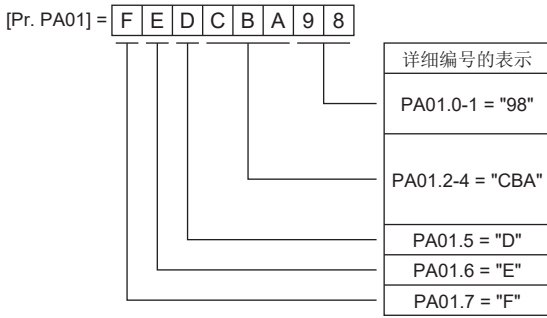 [Pr. PA01] = F E D C B A 9 8
详细编号的表示
PA01.0-1 = "98"
PA01.2-4 = "CBA"
PA01.5 = "D"
PA01.6 = "E"
PA01.7 = "F"